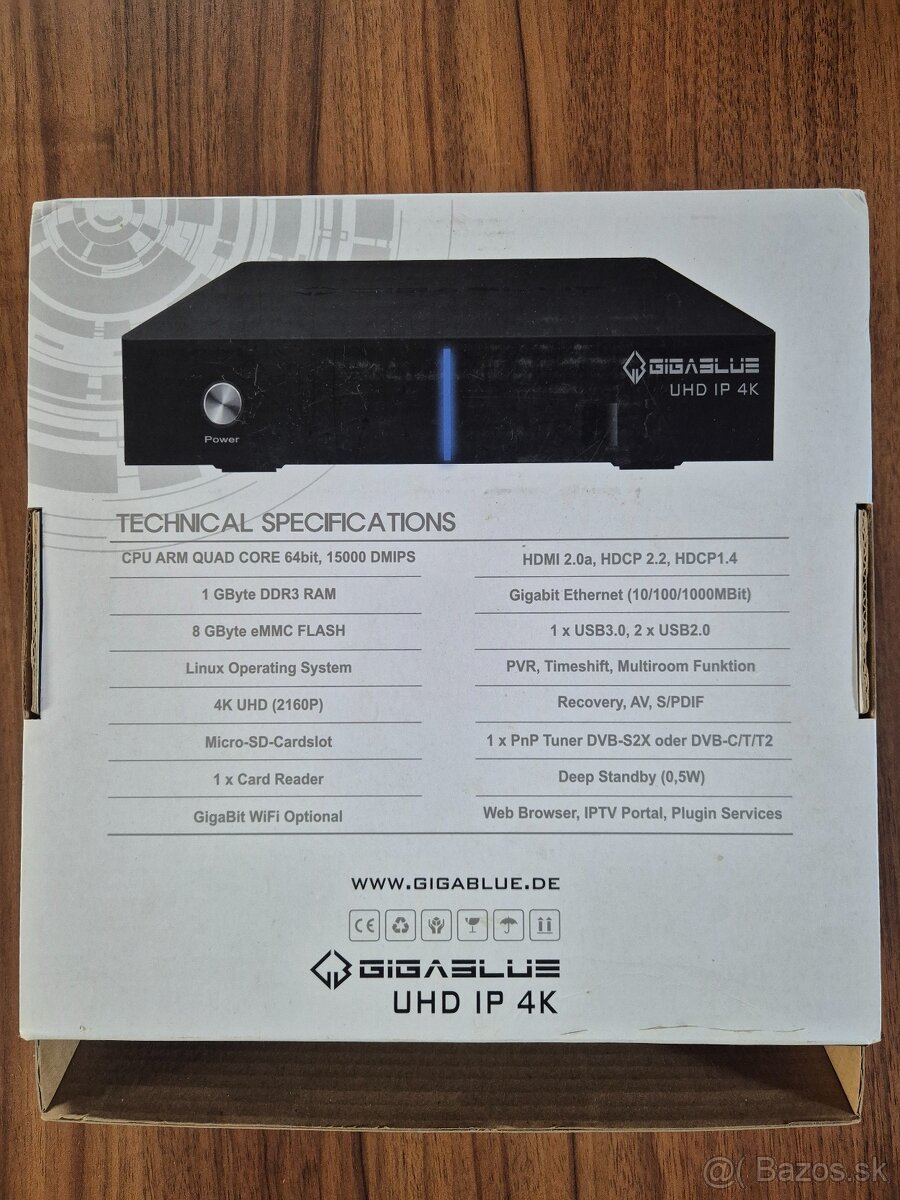 GIGABLUE
UHD IP 4K
Power
TECHNICAL SPECIFICATIONS
CPU ARM QUAD CORE 64bit, 15000 DMIPS
1 GByte DDR3 RAM
8 GByte eMMC FLASH
Linux Operating System
4K UHD (2160P)
Micro-SD-Cardslot
1 x Card Reader
GigaBit WiFi Optional
HDMI 2.0a, HDCP 2.2, HDCP1.4
Gigabit Ethernet (10/100/1000MBit)
1 x USB3.0, 2 x USB2.0
PVR, Timeshift, Multiroom Funktion
Recovery, AV, S/PDIF
1 x PnP Tuner DVB-S2X oder DVB-C/T/T2
Deep Standby (0,5W)
Web Browser, IPTV Portal, Plugin Services
WWW.GIGABLUE.DE
CE
GIGABLUE
UHD IP 4K
@( Bazos.sk